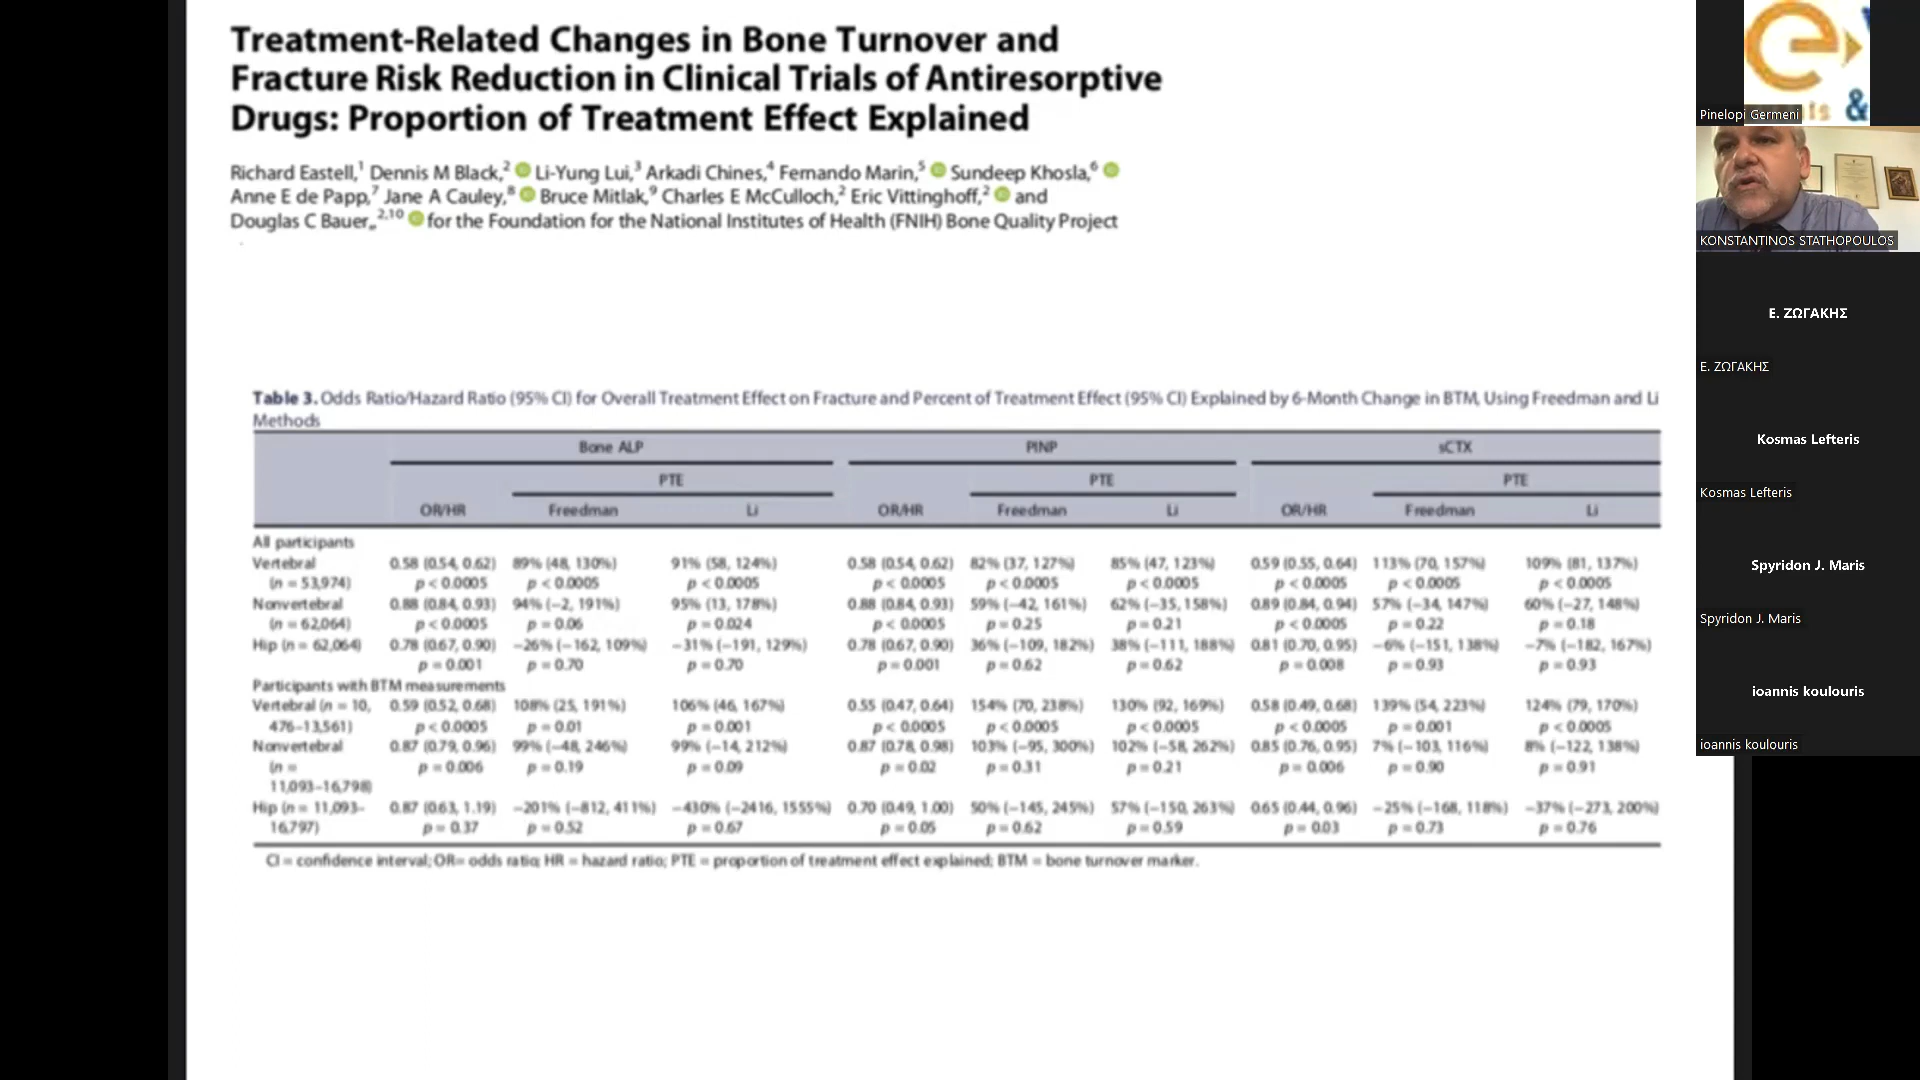 Treatment-Related Changes in Bone Turnover and
Fracture Risk Reduction in Clinical Trials of Antiresorptive
Drugs: Proportion of Treatment Effect Explained
Richard Eastell,1 Dennis M Black,2 Li-Yung Lui,3 Arkadi Chines,4 Fernando Marin,5 Sundeep Khosla,6
Anne E de Papp,7 Jane A Cauley,8 Bruce Mitlak,9 Charles E McCulloch,2 Eric Vittinghoff,2 and
Douglas C Bauer,,2,10 for the Foundation for the National Institutes of Health (FNIH) Bone Quality Project
Table 3. Odds Ratio/Hazard Ratio (95% CI) for Overall Treatment Effect on Fracture and Percent of Treatment Effect (95% CI) Explained by 6-Month Change in BTM, Using Freedman and Li
Methods
Bone ALP PINP sCTX
PTE PTE PTE
OR/HR Freedman Li OR/HR Freedman Li OR/HR Freedman Li
All participants
Vertebral 0.58 (0.54, 0.62) 89% (48, 130%) 91% (58, 124%) 0.58 (0.54, 0.62) 82% (37, 127%) 85% (47, 123%) 0.59 (0.55, 0.64) 113% (70, 157%) 109% (81, 137%)
(n = 53,974) p < 0.0005 p < 0.0005 p < 0.0005 p < 0.0005 p < 0.0005 p < 0.0005 p < 0.0005 p < 0.0005 p < 0.0005
Nonvertebral 0.88 (0.84, 0.93) 94% (−2, 191%) 95% (13, 178%) 0.88 (0.84, 0.93) 59% (−42, 161%) 62% (−35, 158%) 0.89 (0.84, 0.94) 57% (−34, 147%) 60% (−27, 148%)
(n = 62,064) p < 0.0005 p = 0.06 p = 0.024 p < 0.0005 p = 0.25 p = 0.21 p < 0.0005 p = 0.22 p = 0.18
Hip (n = 62,064) 0.78 (0.67, 0.90) −26% (−162, 109%) −31% (−191, 129%) 0.78 (0.67, 0.90) 36% (−109, 182%) 38% (−111, 188%) 0.81 (0.70, 0.95) −6% (−151, 138%) −7% (−182, 167%)
p = 0.001 p = 0.70 p = 0.70 p = 0.001 p = 0.62 p = 0.62 p = 0.008 p = 0.93 p = 0.93
Participants with BTM measurements
Vertebral (n = 10, 0.59 (0.52, 0.68) 108% (25, 191%) 106% (46, 167%) 0.55 (0.47, 0.64) 154% (70, 238%) 130% (92, 169%) 0.58 (0.49, 0.68) 139% (54, 223%) 124% (79, 170%)
476–13,561) p < 0.0005 p = 0.01 p = 0.001 p < 0.0005 p < 0.0005 p < 0.0005 p < 0.0005 p = 0.001 p < 0.0005
Nonvertebral 0.87 (0.79, 0.96) 99% (−48, 246%) 99% (−14, 212%) 0.87 (0.78, 0.98) 103% (−95, 300%) 102% (−58, 262%) 0.85 (0.76, 0.95) 7% (−103, 116%) 8% (−122, 138%)
(n = p = 0.006 p = 0.19 p = 0.09 p = 0.02 p = 0.31 p = 0.21 p = 0.006 p = 0.90 p = 0.91
11,093–16,798)
Hip (n = 11,093– 0.87 (0.63, 1.19) −201% (−812, 411%) −430% (−2416, 1555%) 0.70 (0.49, 1.00) 50% (−145, 245%) 57% (−150, 263%) 0.65 (0.44, 0.96) −25% (−168, 118%) −37% (−273, 200%)
16,797) p = 0.37 p = 0.52 p = 0.67 p = 0.05 p = 0.62 p = 0.59 p = 0.03 p = 0.73 p = 0.76
CI = confidence interval; OR= odds ratio; HR = hazard ratio; PTE = proportion of treatment effect explained; BTM = bone turnover marker.
Pinelopi Germeni
is &
KONSTANTINOS STATHOPOULOS
Ε. ΖΩΓΑΚΗΣ
Ε. ΖΩΓΑΚΗΣ
Kosmas Lefteris
Kosmas Lefteris
Spyridon J. Maris
Spyridon J. Maris
ioannis koulouris
ioannis koulouris